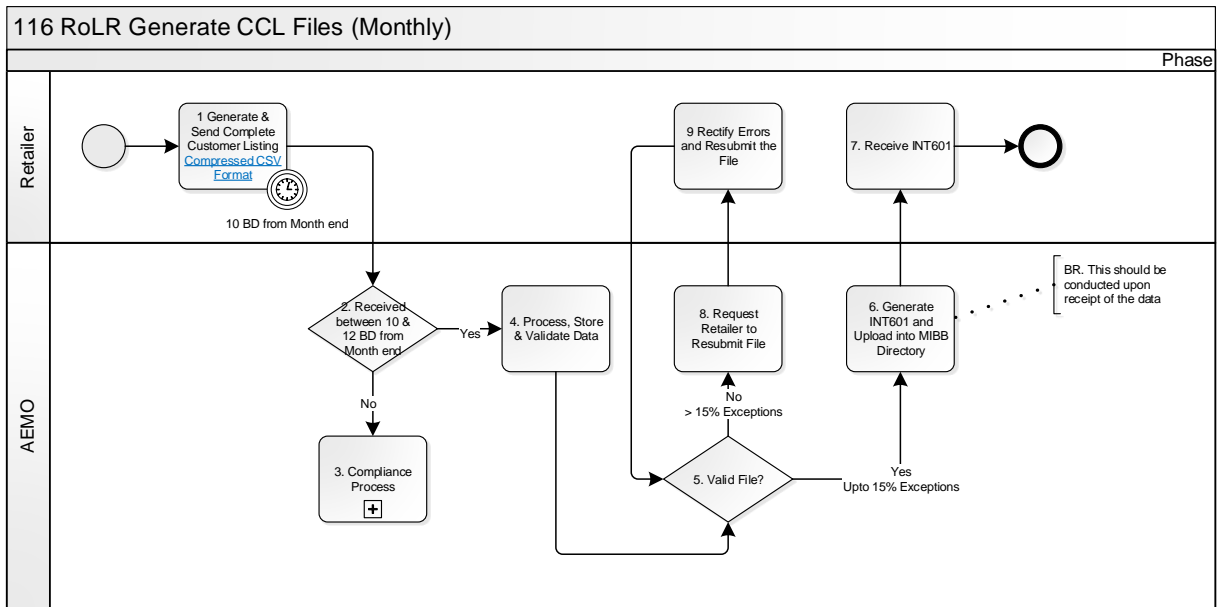 116 RoLR Generate CCL Files (Monthly)
Phase
Retailer
1 Generate &
Send Complete
Customer Listing
Compressed CSV
Format
10 BD from Month end
9 Rectify Errors
and Resubmit the
File
7. Receive INT601
AEMO
2. Received
between 10 &
12 BD from
Month end
Yes
No
3. Compliance
Process
4. Process, Store
& Validate Data
8. Request
Retailer to
Resubmit File
No
> 15% Exceptions
5. Valid File?
Yes
Upto 15% Exceptions
6. Generate
INT601 and
Upload into MIBB
Directory
BR. This should be
conducted upon
receipt of the data